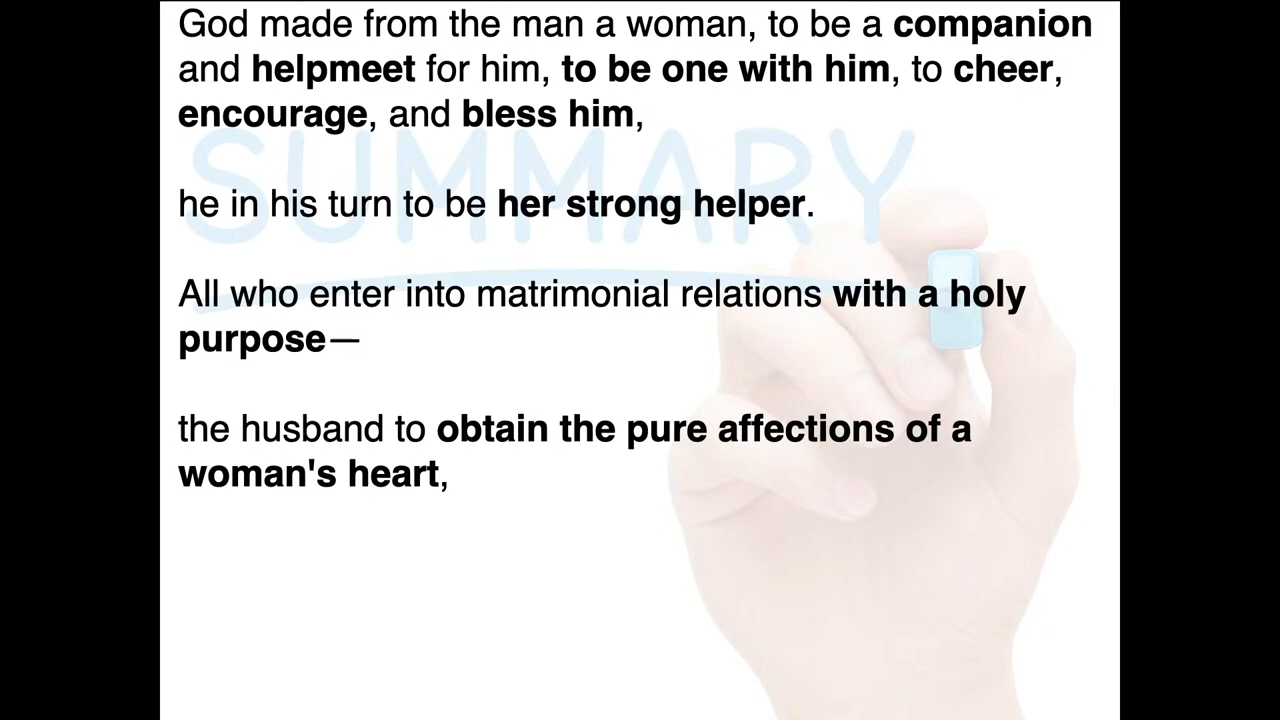 God made from the man a woman, to be a companion
and helpmeet for him, to be one with him, to cheer,
encourage, and bless him,
SUMMARY
he in his turn to be her strong helper.
All who enter into matrimonial relations with a holy
purpose—
the husband to obtain the pure affections of a
woman's heart,